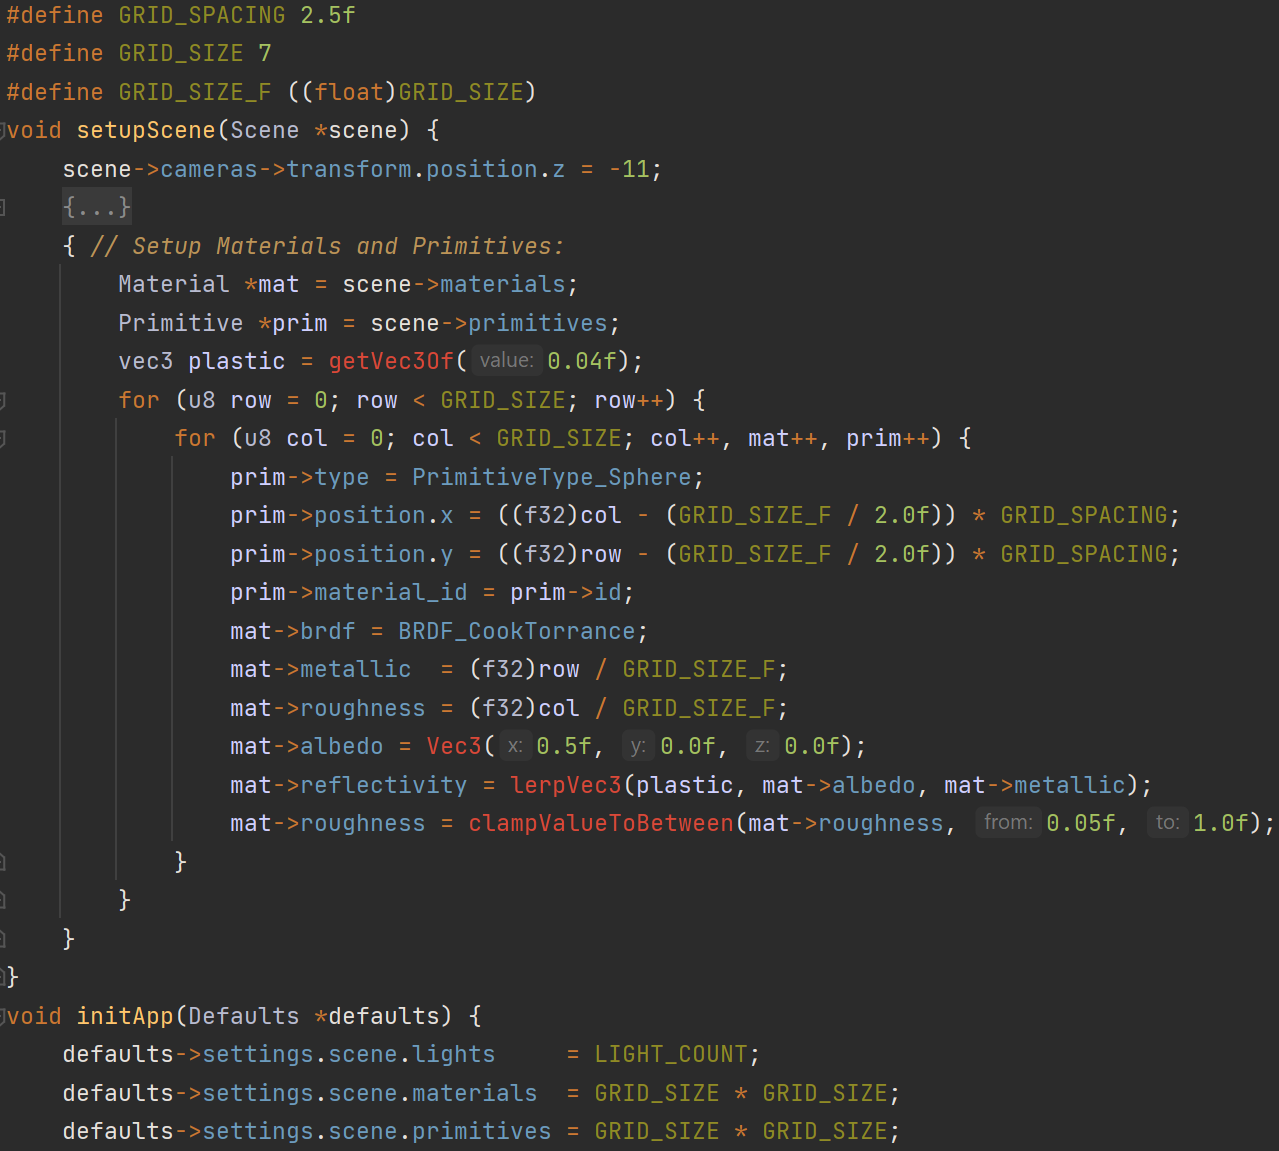 #define GRID_SPACING 2.5f
#define GRID_SIZE 7
#define GRID_SIZE_F ((float)GRID_SIZE)
void setupScene(Scene *scene) {
    scene->cameras->transform.position.z = -11;
    {...}
    { // Setup Materials and Primitives:
        Material *mat = scene->materials;
        Primitive *prim = scene->primitives;
        vec3 plastic = getVec3Of( value: 0.04f);
        for (u8 row = 0; row < GRID_SIZE; row++) {
            for (u8 col = 0; col < GRID_SIZE; col++, mat++, prim++) {
                prim->type = PrimitiveType_Sphere;
                prim->position.x = ((f32)col - (GRID_SIZE_F / 2.0f)) * GRID_SPACING;
                prim->position.y = ((f32)row - (GRID_SIZE_F / 2.0f)) * GRID_SPACING;
                prim->material_id = prim->id;
                mat->brdf = BRDF_CookTorrance;
                mat->metallic  = (f32)row / GRID_SIZE_F;
                mat->roughness = (f32)col / GRID_SIZE_F;
                mat->albedo = Vec3( x: 0.5f, y: 0.0f, z: 0.0f);
                mat->reflectivity = lerpVec3(plastic, mat->albedo, mat->metallic);
                mat->roughness = clampValueToBetween(mat->roughness, from: 0.05f, to: 1.0f);
            }
        }
    }
}
void initApp(Defaults *defaults) {
    defaults->settings.scene.lights     = LIGHT_COUNT;
    defaults->settings.scene.materials  = GRID_SIZE * GRID_SIZE;
    defaults->settings.scene.primitives = GRID_SIZE * GRID_SIZE;